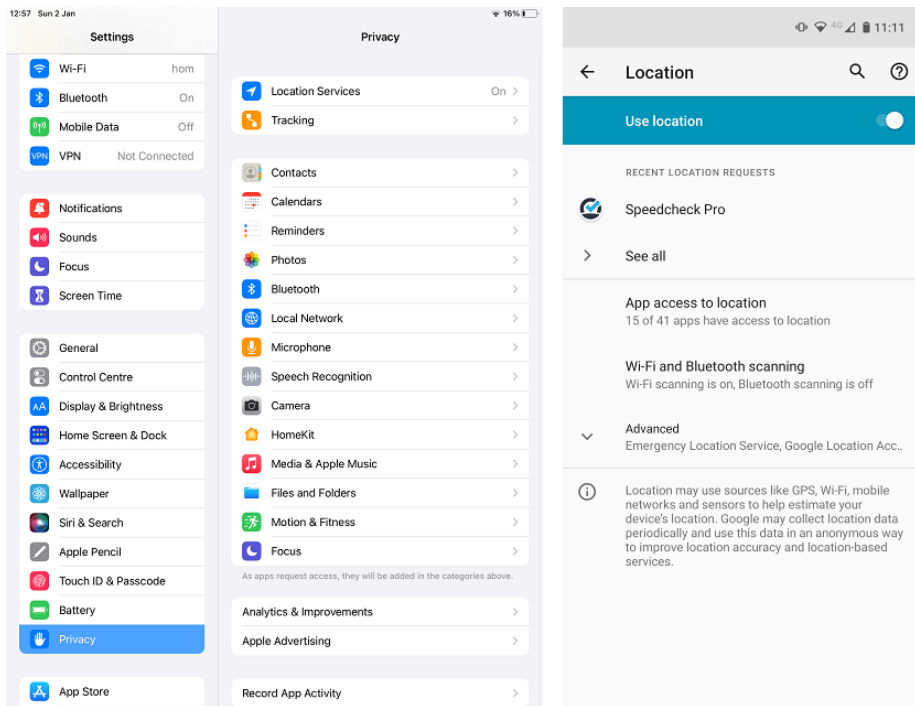 12:57 Sun 2 Jan
16%
Settings
Wi-Fi hom
Bluetooth On
Mobile Data Off
VPN VPN Not Connected
Notifications
Sounds
Focus
Screen Time
General
Control Centre
AA Display & Brightness
Home Screen & Dock
Accessibility
Wallpaper
Siri & Search
Apple Pencil
Touch ID & Passcode
Battery
Privacy
App Store
Privacy
Location Services On
Tracking
Contacts
Calendars
Reminders
Photos
Bluetooth
Local Network
Microphone
Speech Recognition
Camera
HomeKit
Media & Apple Music
Files and Folders
Motion & Fitness
Focus
As apps request access, they will be added in the categories above.
Analytics & Improvements
Apple Advertising
Record App Activity
4G 11:11
Location
Use location
RECENT LOCATION REQUESTS
Speedcheck Pro
See all
App access to location
15 of 41 apps have access to location
Wi-Fi and Bluetooth scanning
Wi-Fi scanning is on, Bluetooth scanning is off
Advanced
Emergency Location Service, Google Location Acc..
Location may use sources like GPS, Wi-Fi, mobile
networks and sensors to help estimate your
device's location. Google may collect location data
periodically and use this data in an anonymous way
to improve location accuracy and location-based
services.